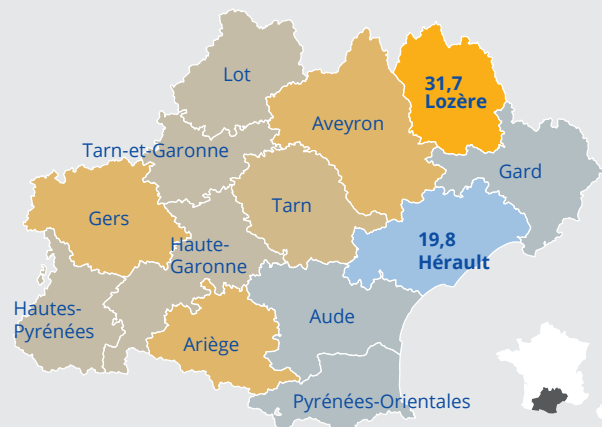 Lot
31,7
Lozère
Aveyron
Tarn-et-Garonne
Gard
Tarn
Gers
19,8
Hérault
Haute-
Garonne
Hautes-
Pyrénées
Aude
Ariège
Pyrénées-Orientales